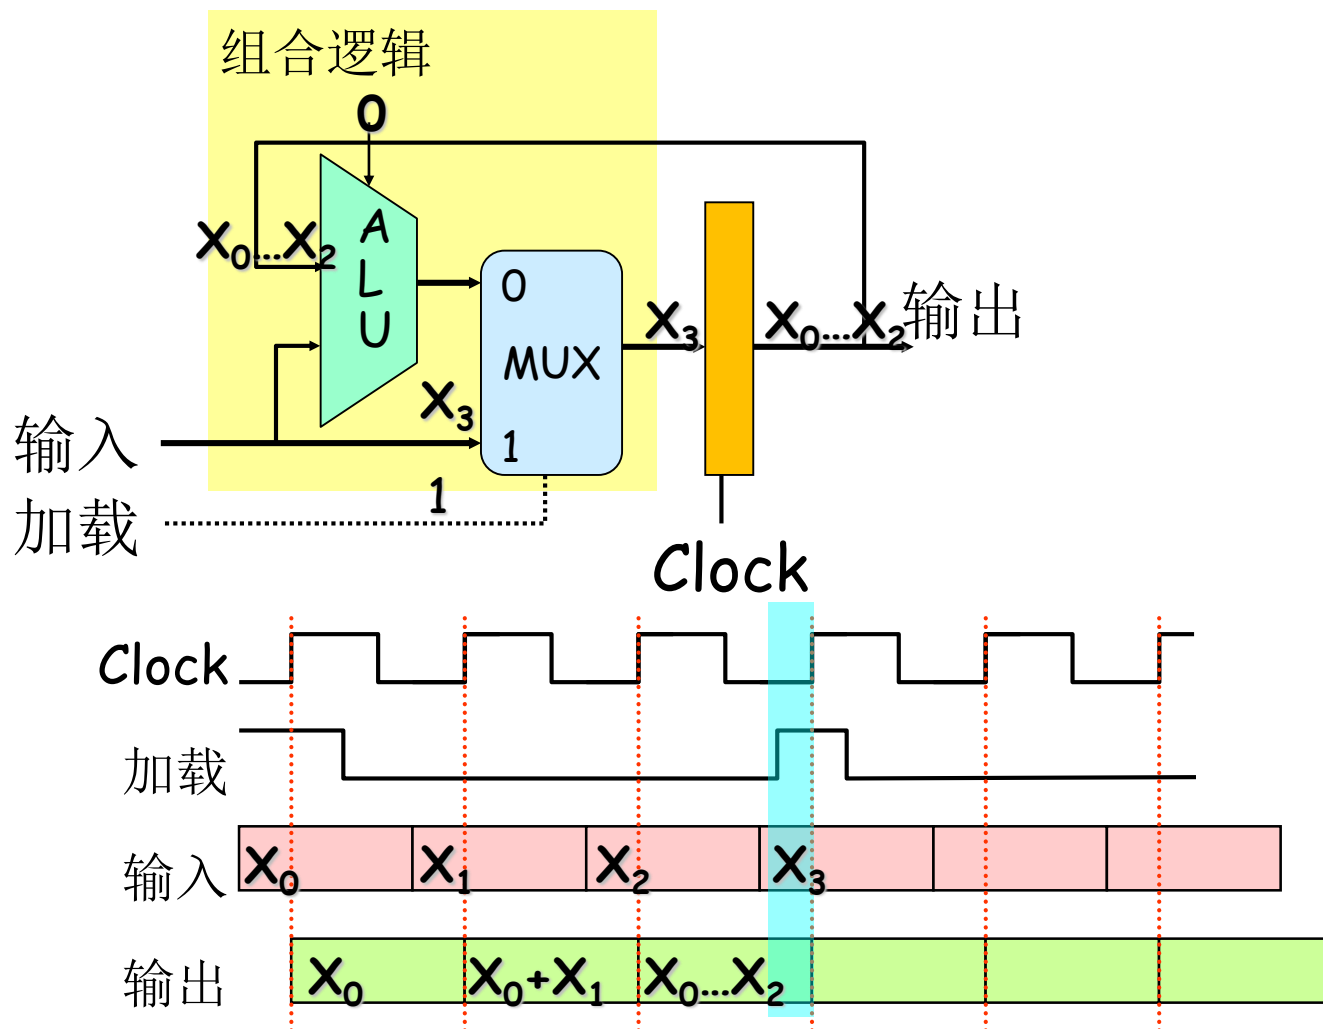 组合逻辑
0
A
L
U
X0...X2
0
MUX
1
X3
X3
X0...X2
输出
输入
1
加载
Clock
Clock
加载
输入 X0 X1 X2 X3
输出 X0 X0+X1 X0...X2